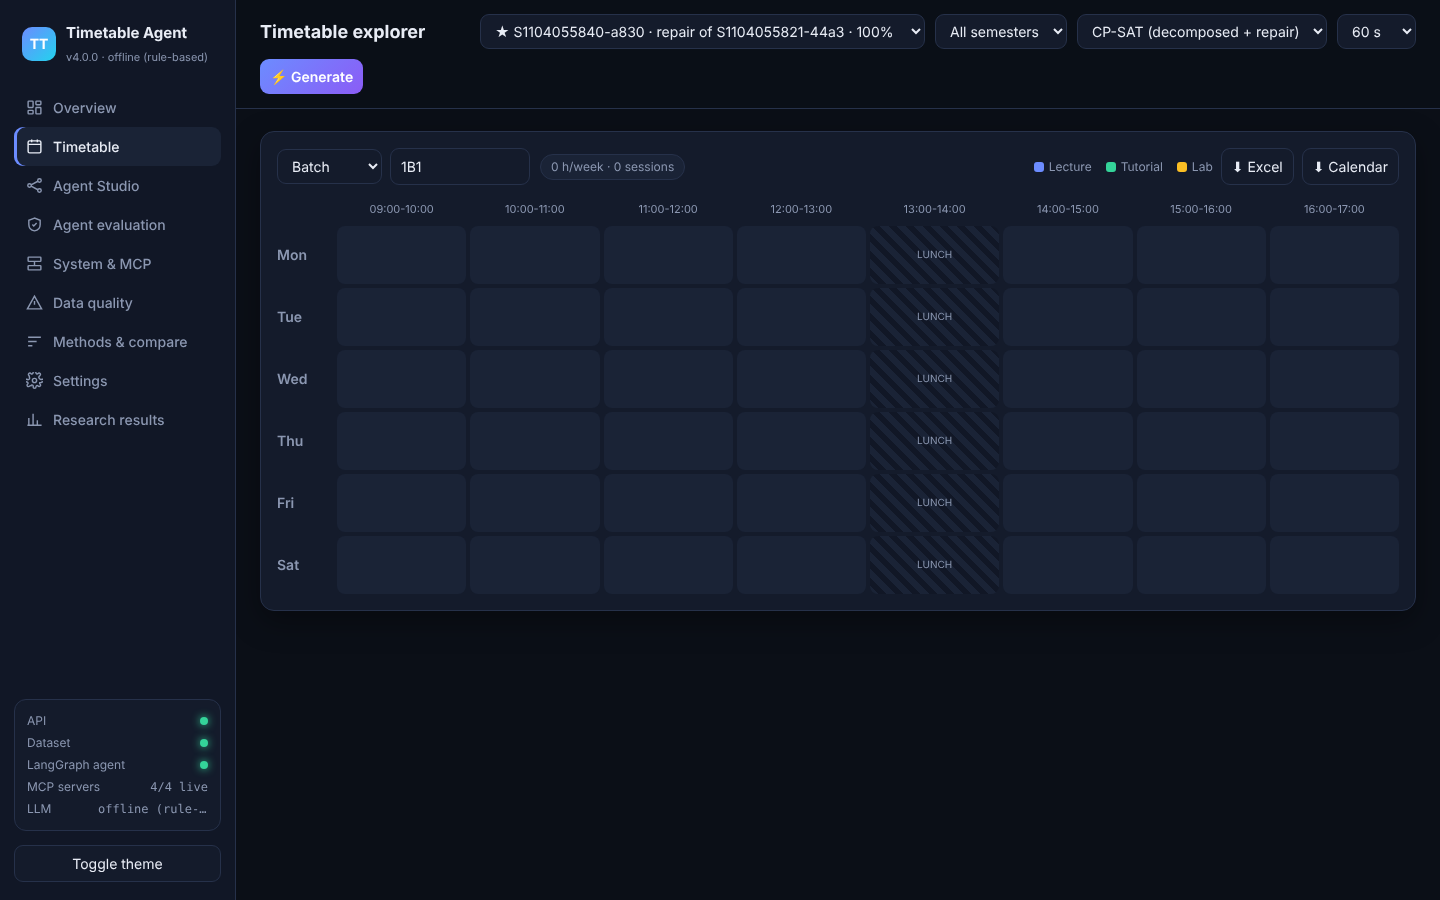 TT
Timetable Agent
v4.0.0 · offline (rule-based)
Overview
Timetable
Agent Studio
Agent evaluation
System & MCP
Data quality
Methods & compare
Settings
Research results
API
Dataset
LangGraph agent
MCP servers 4/4 live
LLM offline (rule-…
Toggle theme
Timetable explorer
★ S1104055840-a830 · repair of S1104055821-44a3 · 100%
All semesters
CP-SAT (decomposed + repair)
60 s
⚡ Generate
Batch
1B1
0 h/week · 0 sessions
Lecture
Tutorial
Lab
⬇ Excel
⬇ Calendar
09:00-10:00 10:00-11:00 11:00-12:00 12:00-13:00 13:00-14:00 14:00-15:00 15:00-16:00 16:00-17:00
Mon LUNCH
Tue LUNCH
Wed LUNCH
Thu LUNCH
Fri LUNCH
Sat LUNCH